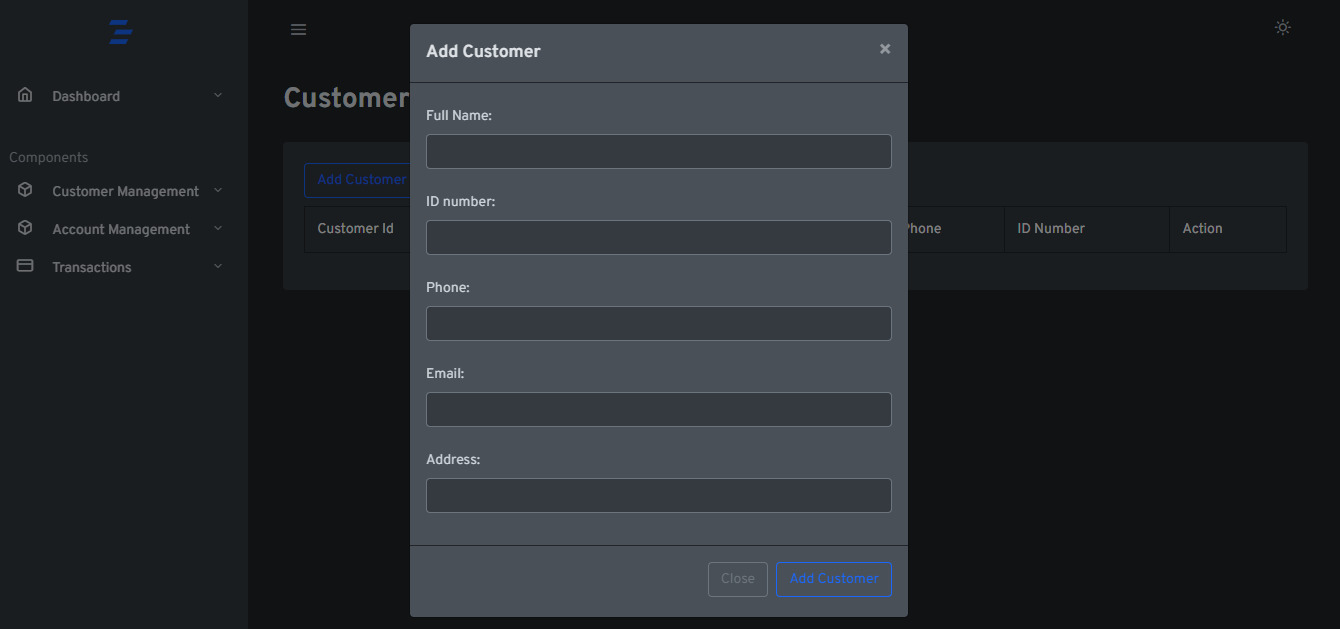 Dashboard
Components
Customer Management
Account Management
Transactions
Customer
Add Customer
Customer Id
ID Number
Action
Add Customer
×
Full Name:
ID number:
Phone:
Email:
Address:
Close
Add Customer